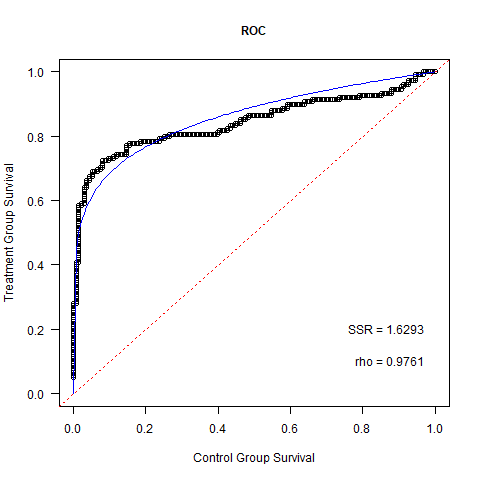 ROC
Treatment Group Survival
1.0
0.8
0.6
0.4
0.2
0.0
SSR = 1.6293
rho = 0.9761
0.0 0.2 0.4 0.6 0.8 1.0
Control Group Survival